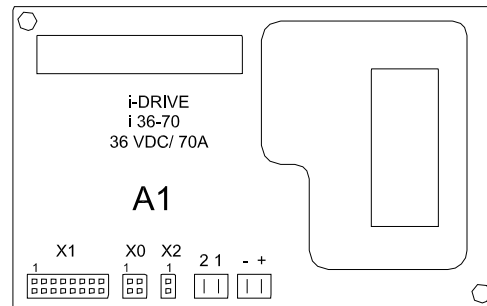 i-DRIVE
i 36-70
36 VDC/ 70A
A1
X1 X0 X2 2 1 - +
1 1 1